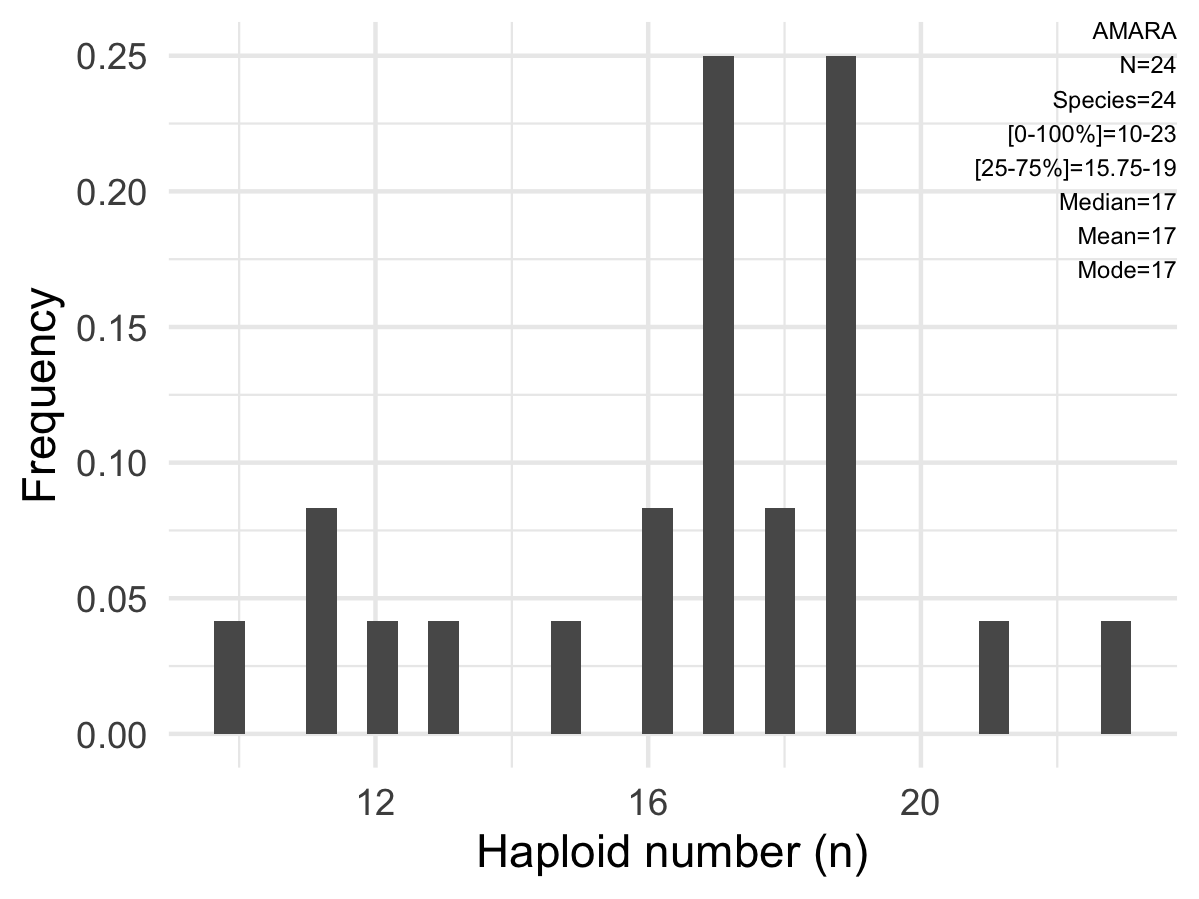 AMARA
N=24
Species=24
[0-100%]=10-23
[25-75%]=15.75-19
Median=17
Mean=17
Mode=17
0.25
0.20
0.15
0.10
0.05
0.00
Frequency
12 16 20
Haploid number (n)